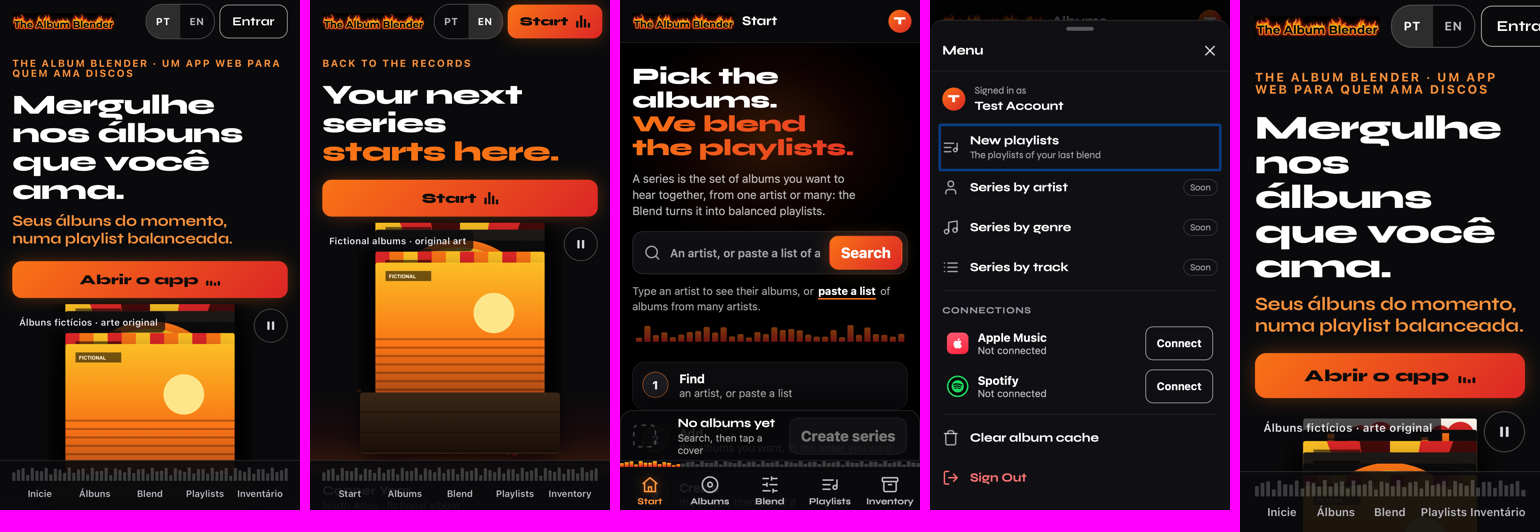 The Album Blender
PT EN
Entrar
THE ALBUM BLENDER · UM APP WEB PARA
QUEM AMA DISCOS
Mergulhe
nos álbuns
que você
ama.
Seus álbuns do momento,
numa playlist balanceada.
Abrir o app
Álbuns fictícios · arte original
FICTIONAL
Inicie Álbuns Blend Playlists Inventário
The Album Blender
PT EN
Start
BACK TO THE RECORDS
Your next
series
starts here.
Start
Fictional albums · original art
FICTIONAL
Start Albums Blend Playlists Inventory
The Album Blender Start
T
Pick the
albums.
We blend
the playlists.
A series is the set of albums you want to
hear together, from one artist or many: the
Blend turns it into balanced playlists.
An artist, or paste a list of a
Search
Type an artist to see their albums, or paste a list of
albums from many artists.
1
Find
an artist, or paste a list
No albums yet
Search, then tap a
cover
Create series
Start Albums Blend Playlists Inventory
The Album Blender Albums
Menu
T
Signed in as
Test Account
New playlists
The playlists of your last blend
Series by artist Soon
Series by genre Soon
Series by track Soon
CONNECTIONS
Apple Music
Not connected
Connect
Spotify
Not connected
Connect
Clear album cache
Sign Out
The Album Blender
PT EN
Entra
THE ALBUM BLENDER · UM APP
WEB PARA QUEM AMA DISCOS
Mergulhe
nos
álbuns
que você
ama.
Seus álbuns do momento,
numa playlist balanceada.
Abrir o app
Álbuns fictícios · arte original
Inicie Álbuns Blend Playlists Inventário